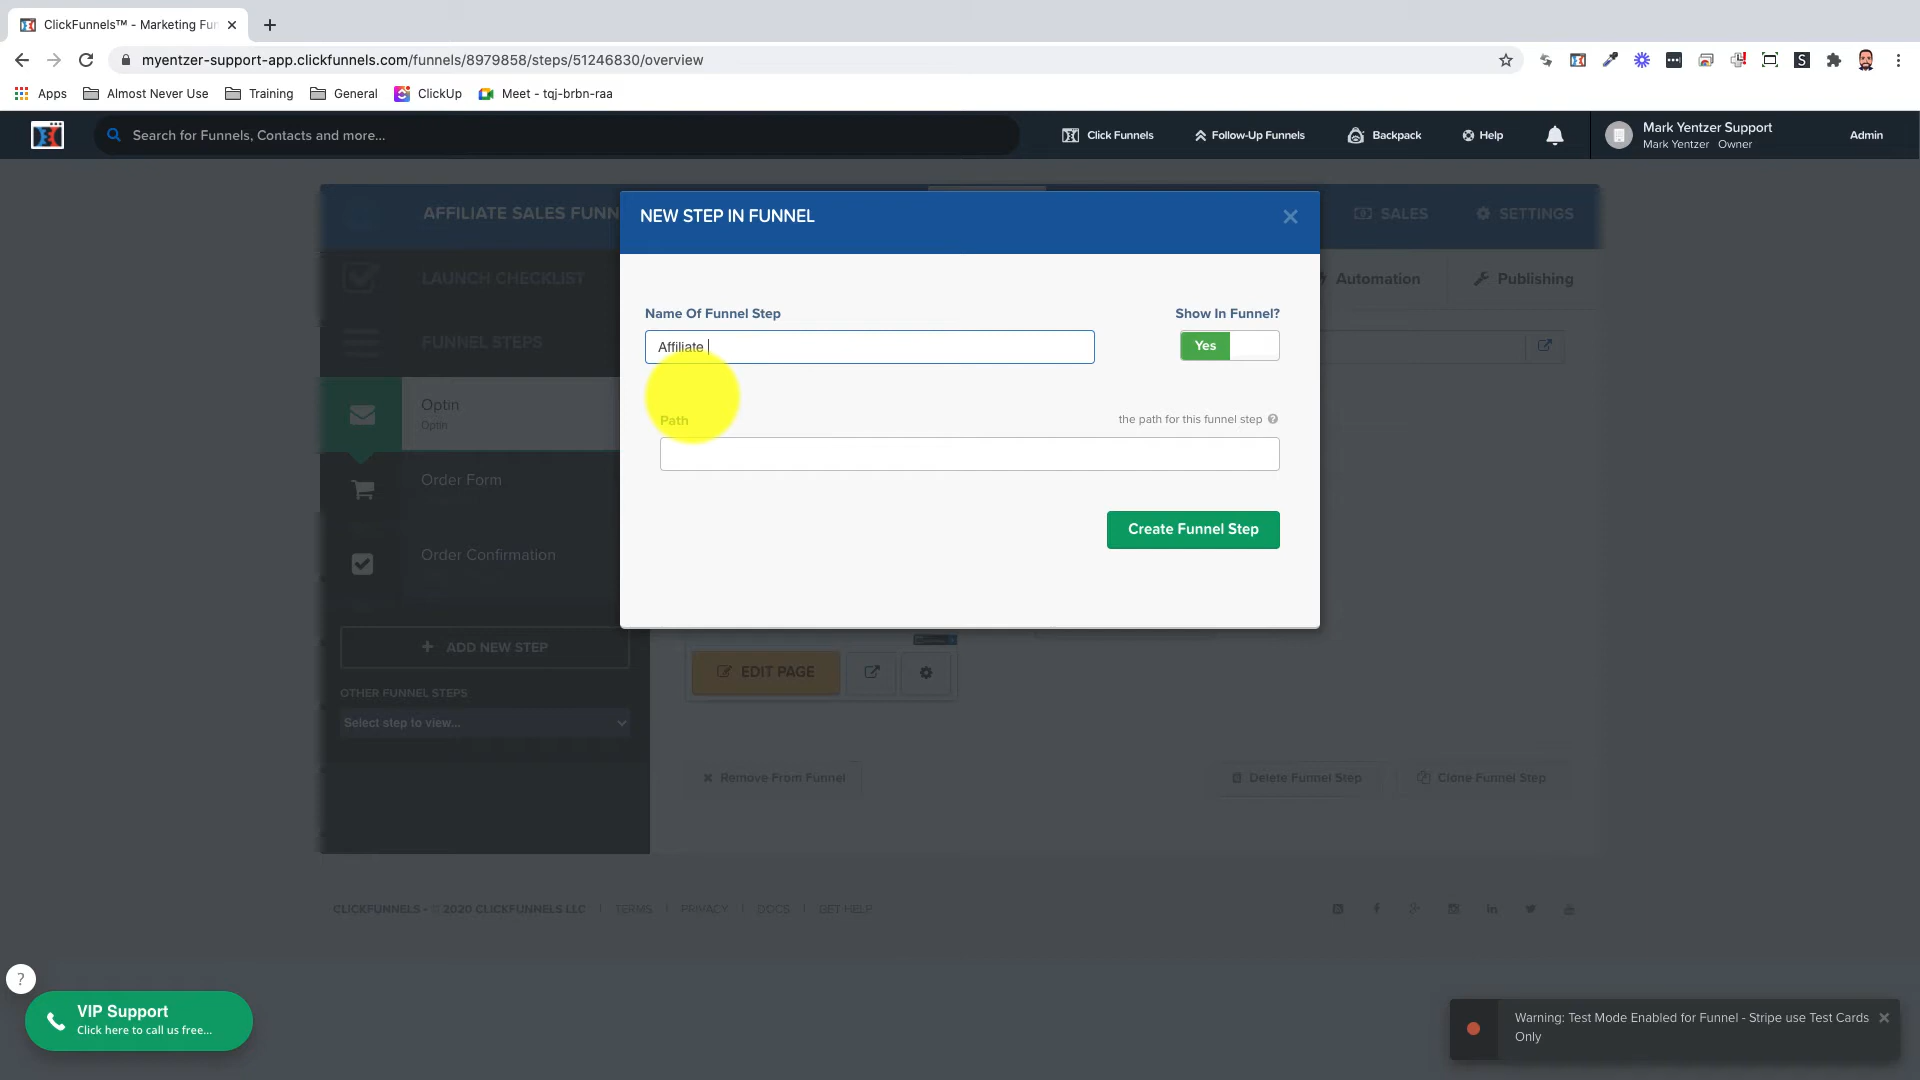 ClickFunnels™ - Marketing Fun
myentzer-support-app.clickfunnels.com/funnels/8979858/steps/51246830/overview
Apps
Almost Never Use
Training
General
ClickUp
Meet - tqj-brbn-raa
Search for Funnels, Contacts and more...
Click Funnels
Follow-Up Funnels
Backpack
Help
Mark Yentzer Support
Mark Yentzer Owner
Admin
AFFILIATE SALES FUNN
NEW STEP IN FUNNEL
SALES
SETTINGS
LAUNCH CHECKLIST
Automation
Publishing
Name Of Funnel Step
Show In Funnel?
FUNNEL STEPS
Affiliate
Yes
Optin
Optin
Path
the path for this funnel step
Order Form
Create Funnel Step
Order Confirmation
+ ADD NEW STEP
EDIT PAGE
OTHER FUNNEL STEPS
Select step to view...
Remove From Funnel
Delete Funnel Step
Clone Funnel Step
CLICKFUNNELS - © 2020 CLICKFUNNELS LLC | TERMS | PRIVACY | DOCS | GET HELP
?
VIP Support
Click here to call us free...
Warning: Test Mode Enabled for Funnel - Stripe use Test Cards
Only